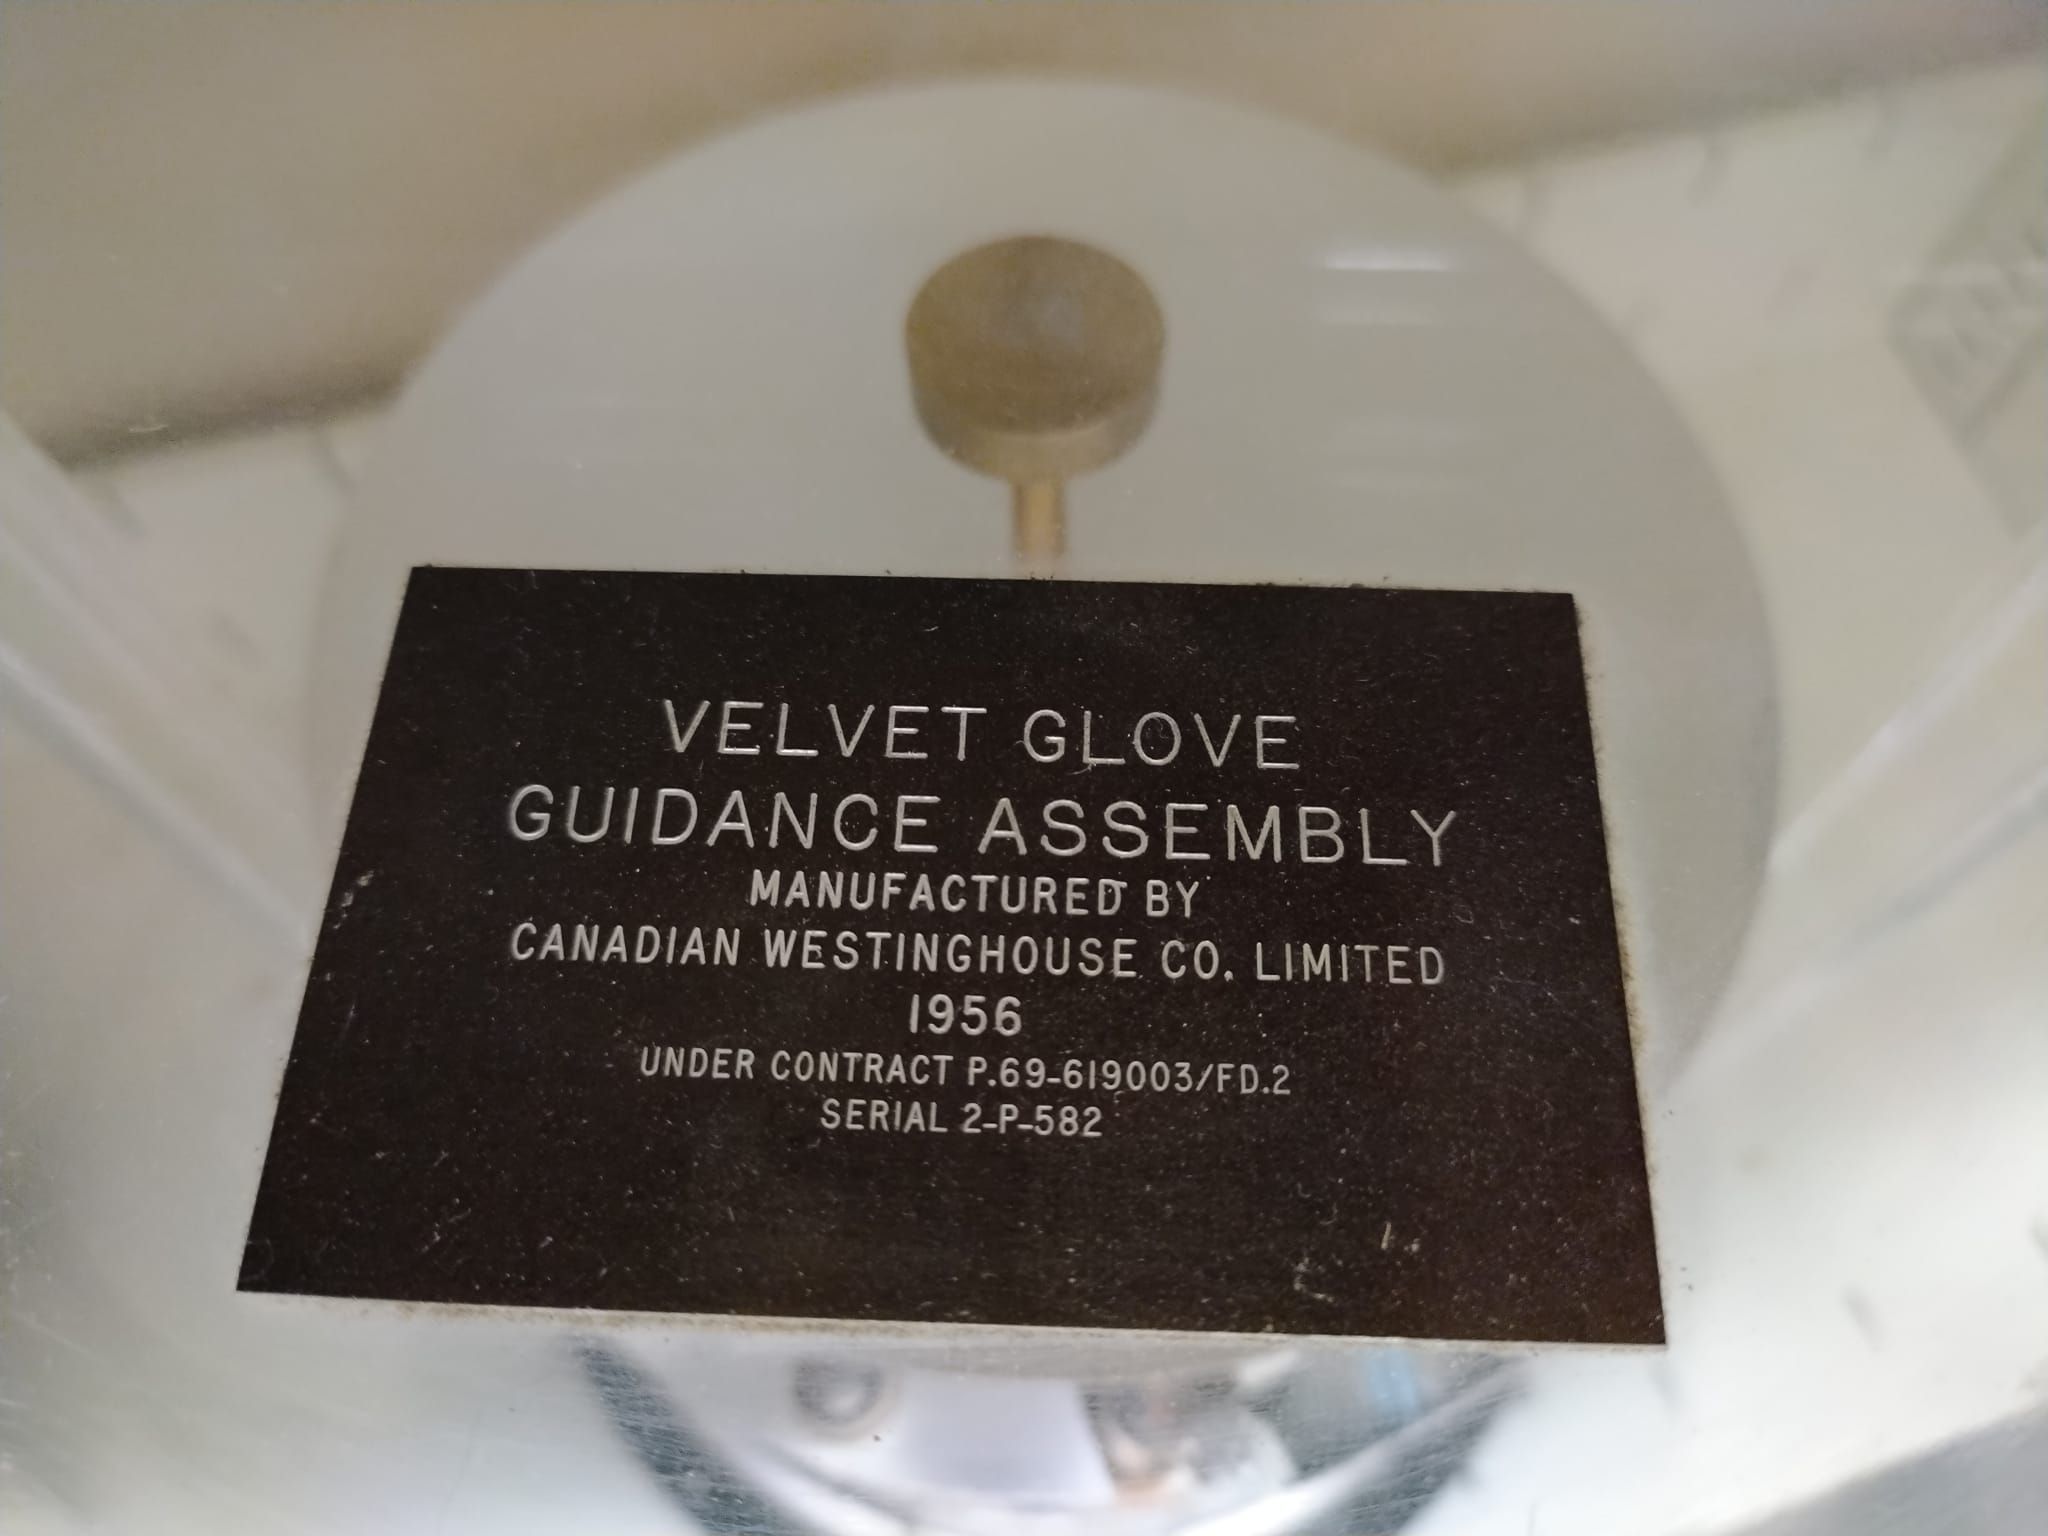 VELVET GLOVE
GUIDANCE ASSEMBLY
MANUFACTURED BY
CANADIAN WESTINGHOUSE CO. LIMITED
1956
UNDER CONTRACT P.69-619003/FD.2
SERIAL 2-P-582